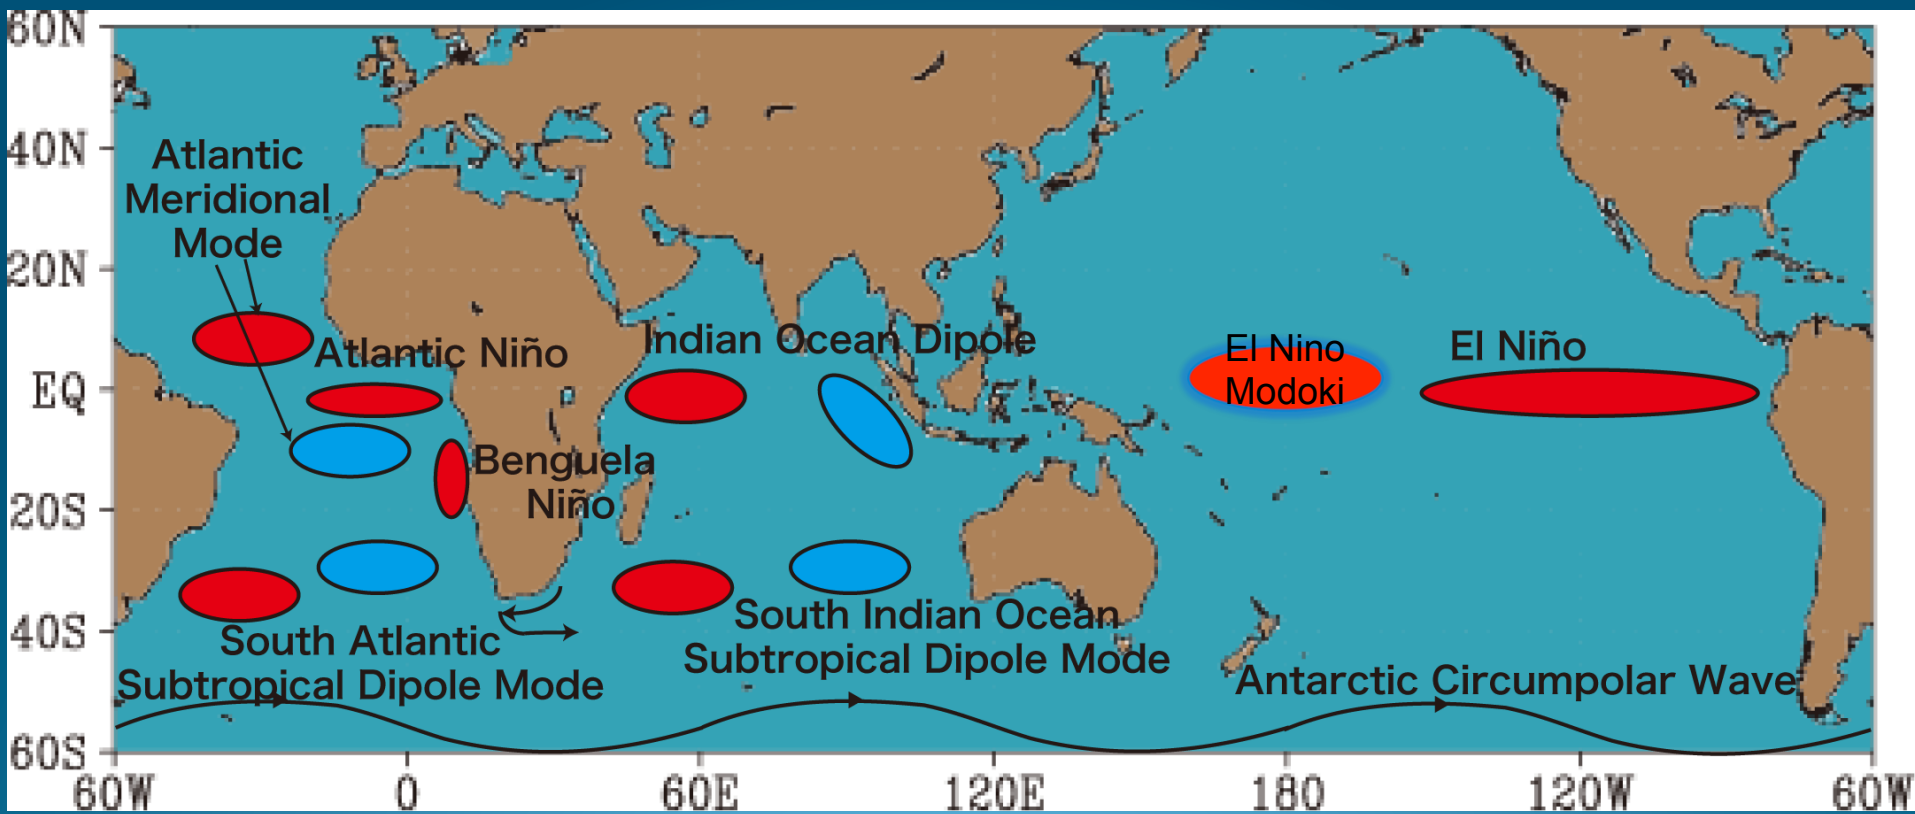 60N
40N
20N
EQ
20S
40S
60S
60W
0
60E
120E
180
120W
60W
Atlantic
Meridional
Mode
Atlantic Niño
Indian Ocean Dipole
El Nino
Modoki
El Niño
Benguela
Niño
South Atlantic
Subtropical Dipole Mode
South Indian Ocean
Subtropical Dipole Mode
Antarctic Circumpolar Wave